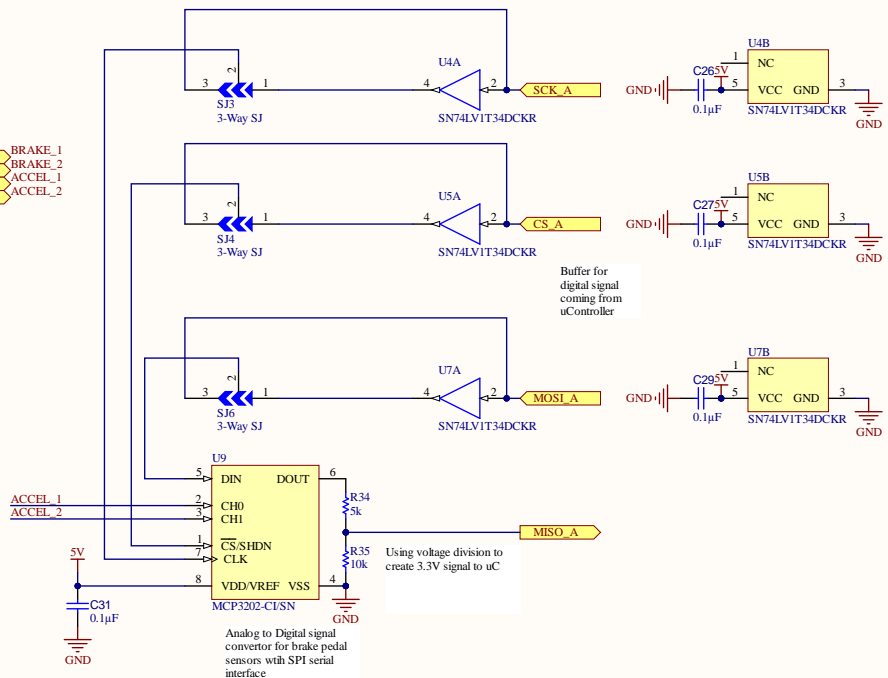 U4A
4
2
SCK_A
SN74LV1T34DCKR
3
2
1
SJ3
3-Way SJ
U4B
1
NC
C26
5V
GND
5
VCC
GND
3
0.1µF
SN74LV1T34DCKR
GND
BRAKE_1
BRAKE_2
ACCEL_1
ACCEL_2
U5A
4
2
CS_A
SN74LV1T34DCKR
3
2
1
SJ4
3-Way SJ
U5B
1
NC
C27
5V
GND
5
VCC
GND
3
0.1µF
SN74LV1T34DCKR
GND
Buffer for
digital signal
coming from
uController
U7A
4
2
MOSI_A
SN74LV1T34DCKR
3
2
1
SJ6
3-Way SJ
U7B
1
NC
C29
5V
GND
5
VCC
GND
3
0.1µF
SN74LV1T34DCKR
GND
U9
5
DIN
DOUT
6
ACCEL_1
2
CH0
ACCEL_2
3
CH1
1
CS/SHDN
7
CLK
8
VDD/VREF
VSS
4
MCP3202-CI/SN
R34
5k
MISO_A
R35
10k
GND
Using voltage division to
create 3.3V signal to uC
5V
C31
0.1µF
GND
Analog to Digital signal
convertor for brake pedal
sensors wtih SPI serial
interface